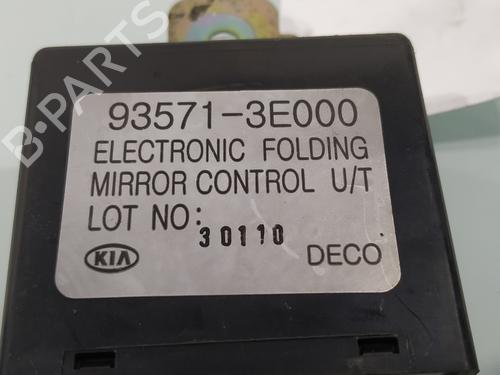 93571-3E000
ELECTRONIC FOLDING
MIRROR CONTROL U/T
LOT NO: 30110
KIA DECO
B-PARTS